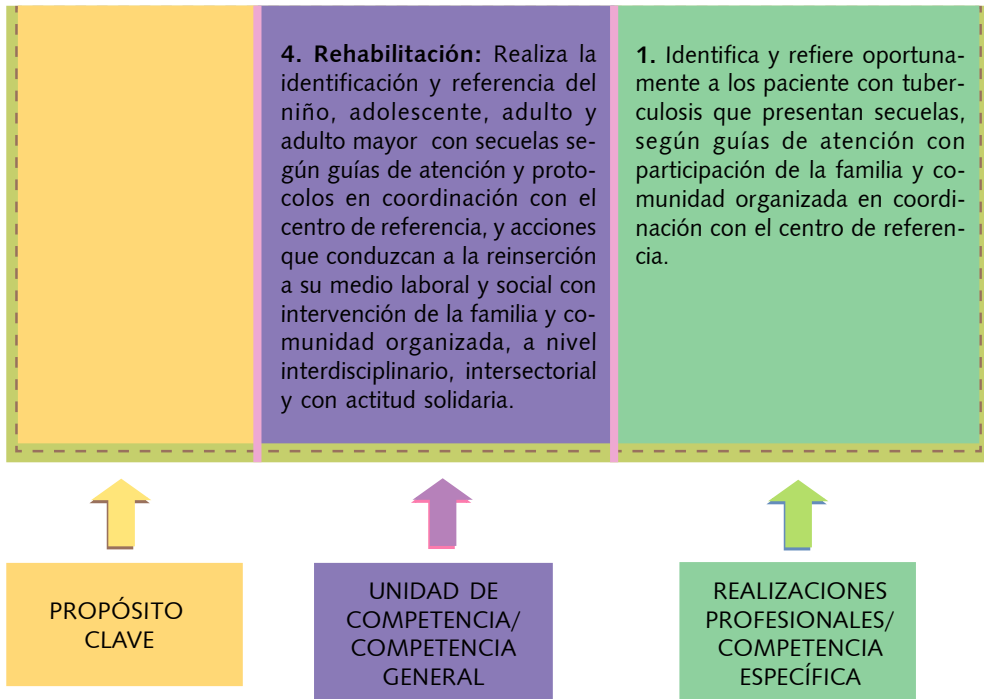 4. Rehabilitación: Realiza la
identificación y referencia del
niño, adolescente, adulto y
adulto mayor con secuelas se-
gún guías de atención y proto-
colos en coordinación con el
centro de referencia, y acciones
que conduzcan a la reinserción
a su medio laboral y social con
intervención de la familia y co-
munidad organizada, a nivel
interdisciplinario, intersectorial
y con actitud solidaria.
1. Identifica y refiere oportuna-
mente a los paciente con tuber-
culosis que presentan secuelas,
según guías de atención con
participación de la familia y co-
munidad organizada en coordi-
nación con el centro de referen-
cia.
PROPÓSITO
CLAVE
UNIDAD DE
COMPETENCIA/
COMPETENCIA
GENERAL
REALIZACIONES
PROFESIONALES/
COMPETENCIA
ESPECÍFICA